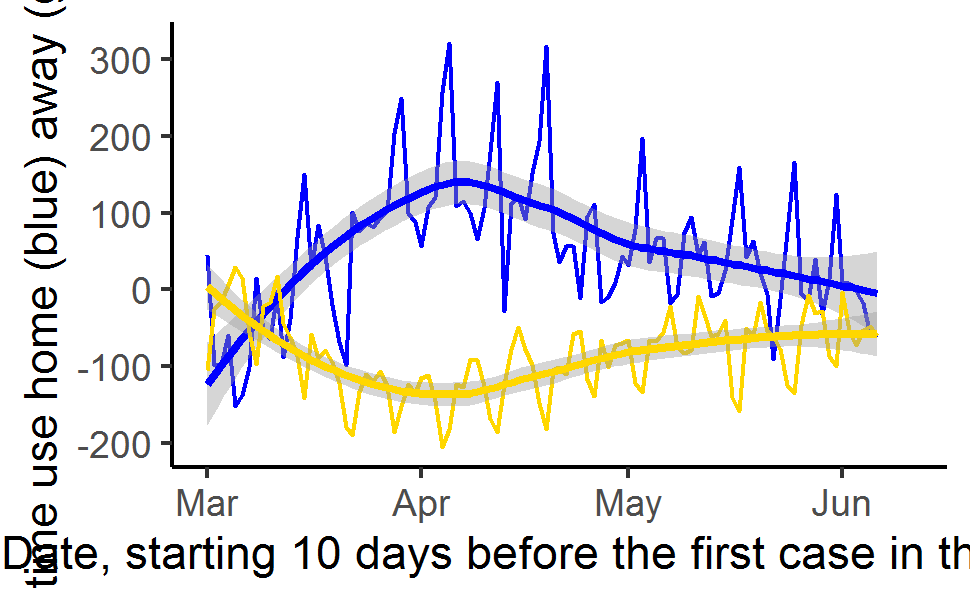 time use home (blue) away (
300
200
100
0
-100
-200
Mar Apr May Jun
Date, starting 10 days before the first case in th